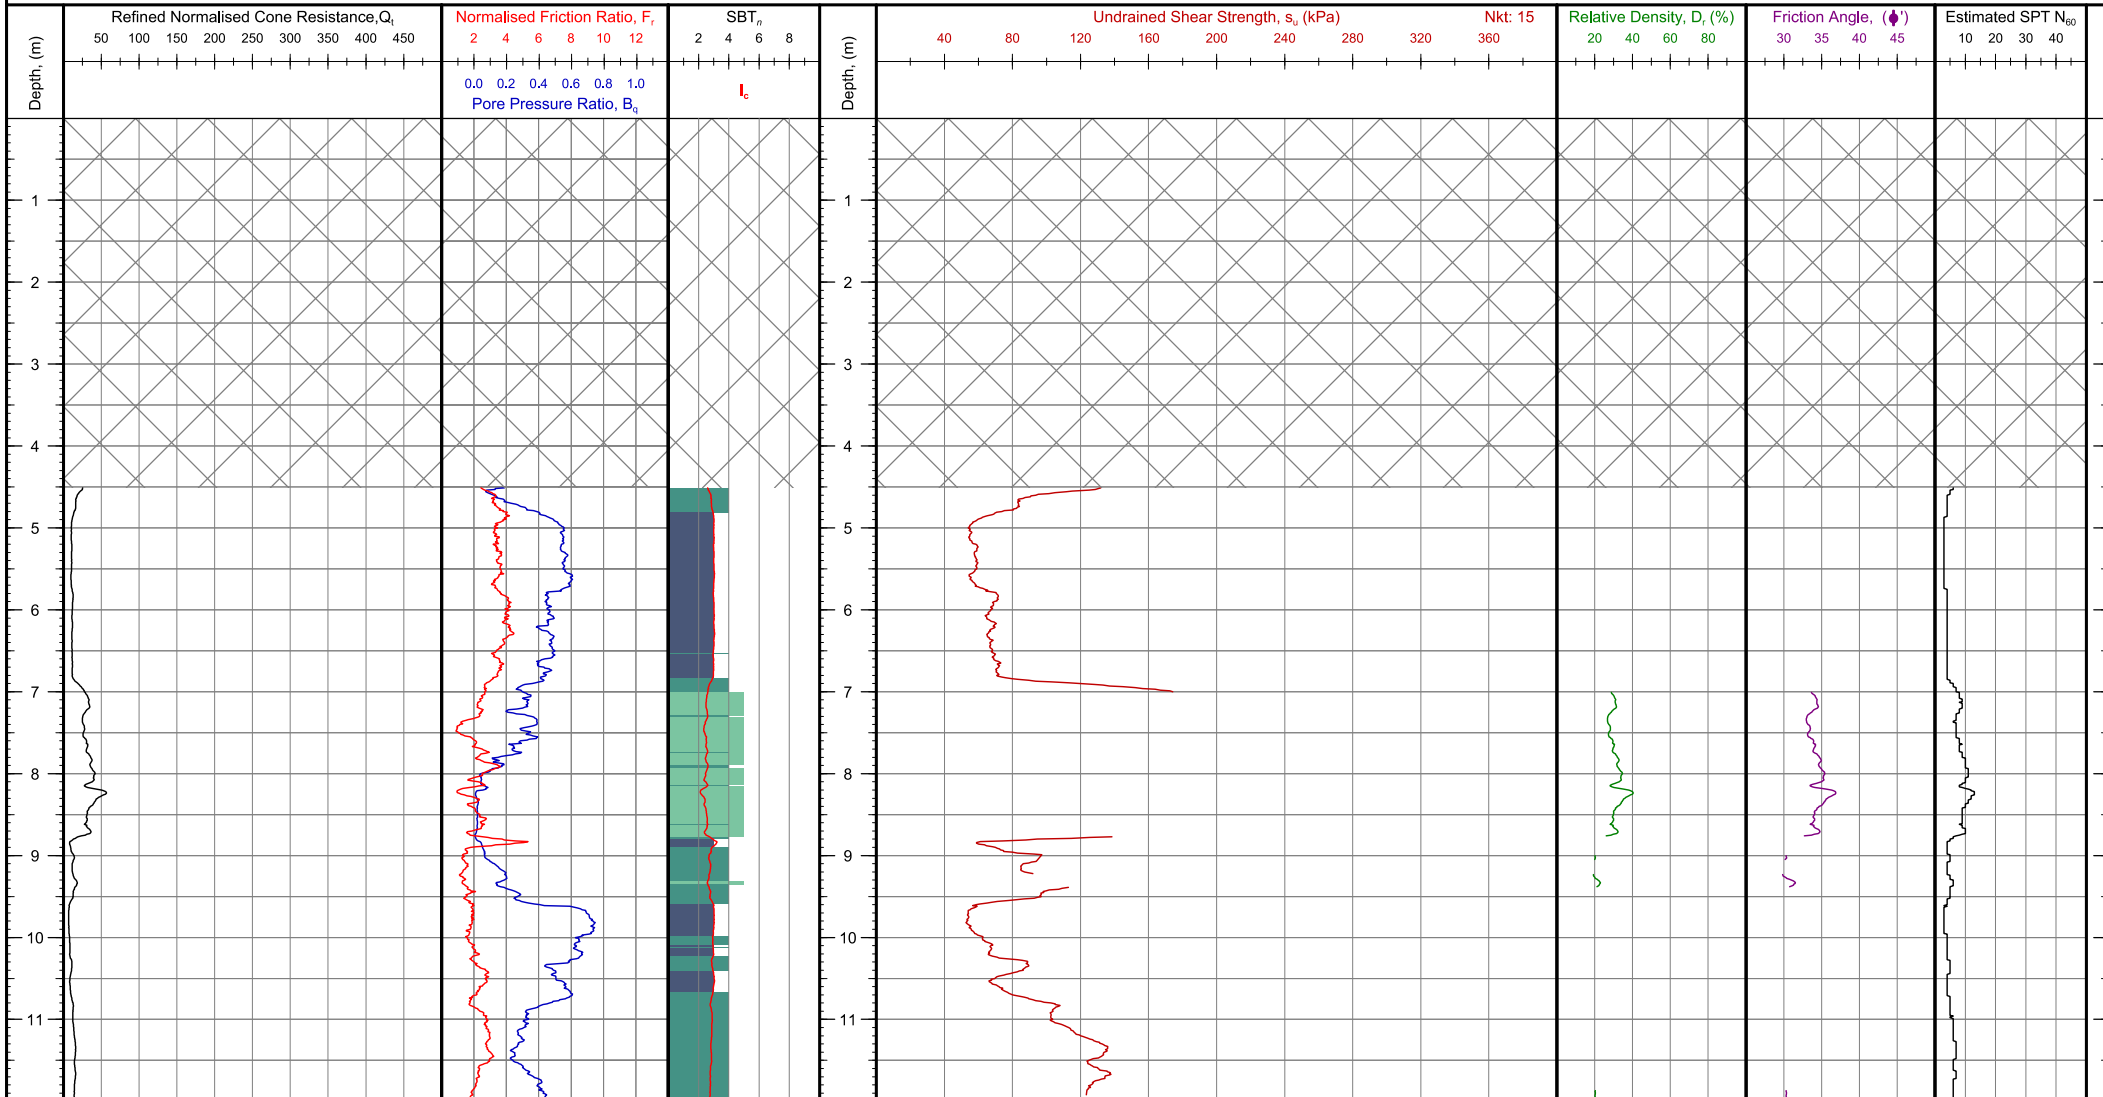 Refined Normalised Cone Resistance,Qt
Normalised Friction Ratio, Fr
SBTn
Undrained Shear Strength, su (kPa)
Nkt: 15
Relative Density, Dr (%)
Friction Angle, (ϕ')
Estimated SPT N60
50 100 150 200 250 300 350 400 450
2 4 6 8 10 12
2 4 6 8
40 80 120 160 200 240 280 320 360
20 40 60 80
30 35 40 45
10 20 30 40
Depth, (m)
0.0 0.2 0.4 0.6 0.8 1.0
Pore Pressure Ratio, Bq
Ic
Depth, (m)
1 1
2 2
3 3
4 4
5 5
6 6
7 7
8 8
9 9
10 10
11 11